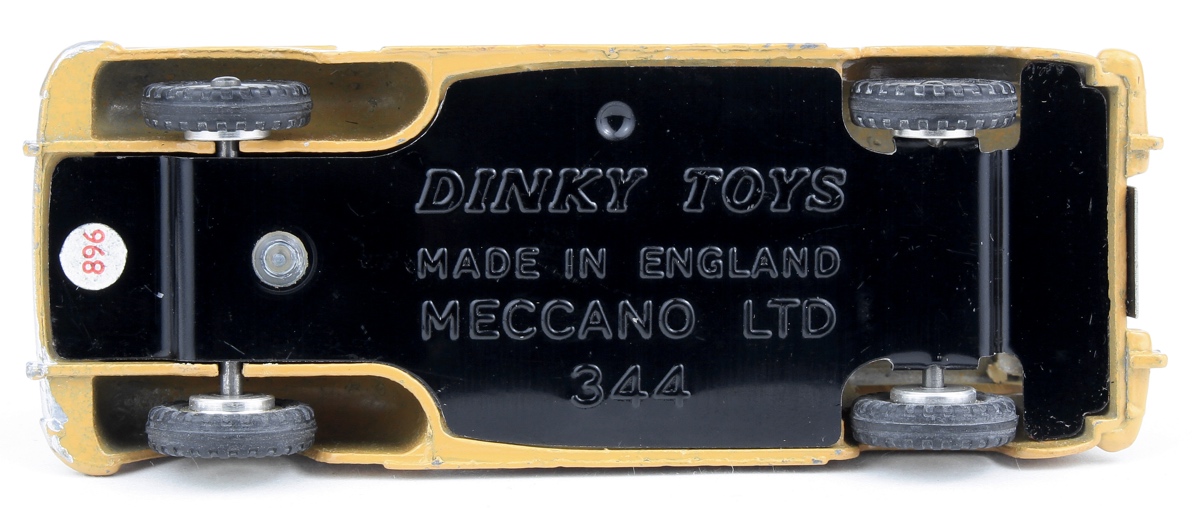 DINKY TOYS
MADE IN ENGLAND
MECCANO LTD
344
896